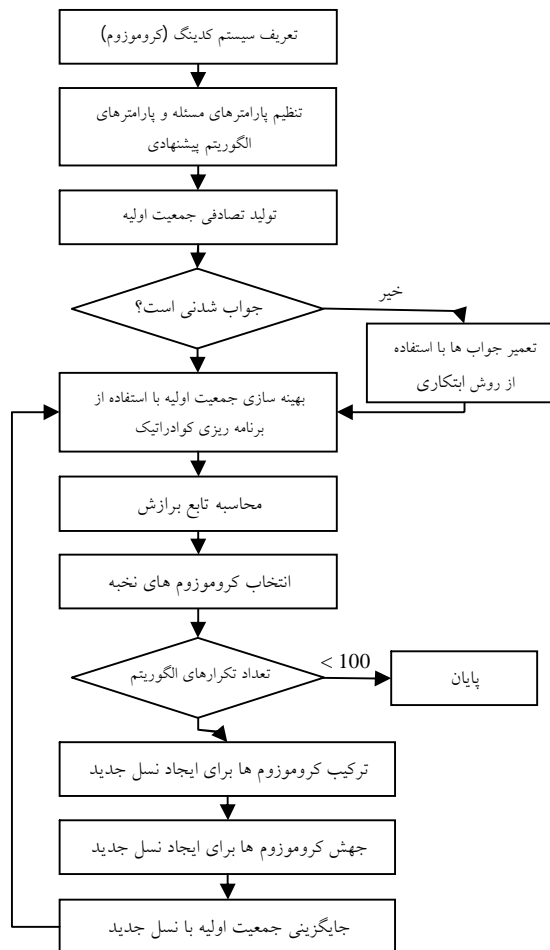 تعریف سیستم کدینگ (کروموزوم)
تنظیم پارامترهای مسئله و پارامترهای
الگوریتم پیشنهادی
تولید تصادفی جمعیت اولیه
جواب شدنی است؟
خیر
تعمیر جواب ها با استفاده
از روش ابتکاری
بهینه سازی جمعیت اولیه با استفاده از
برنامه ریزی کوادراتیک
محاسبه تابع برازش
انتخاب کروموزوم های نخبه
تعداد تکرارهای الگوریتم
< 100
پایان
ترکیب کروموزوم ها برای ایجاد نسل جدید
جهش کروموزوم ها برای ایجاد نسل جدید
جایگزینی جمعیت اولیه با نسل جدید